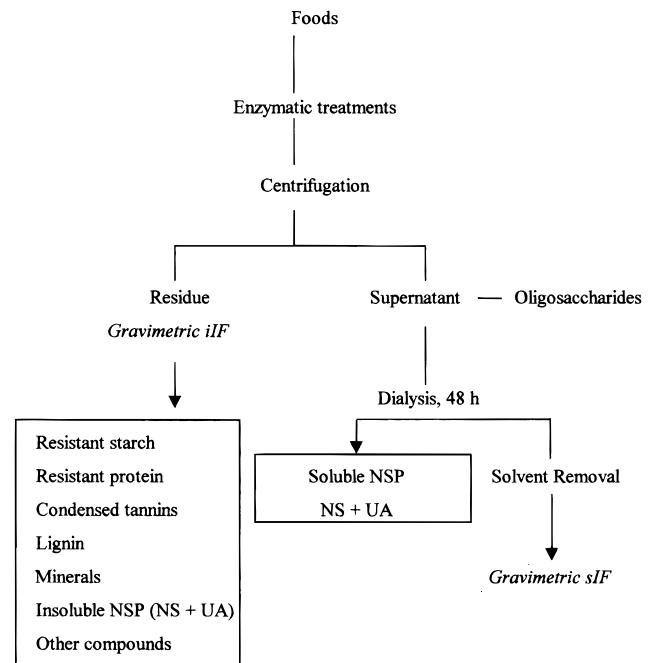 Foods
Enzymatic treatments
Centrifugation
Residue
Gravimetric iIF
Supernatant — Oligosaccharides
Dialysis, 48 h
Resistant starch
Resistant protein
Condensed tannins
Lignin
Minerals
Insoluble NSP (NS + UA)
Other compounds
Soluble NSP
NS + UA
Solvent Removal
Gravimetric sIF